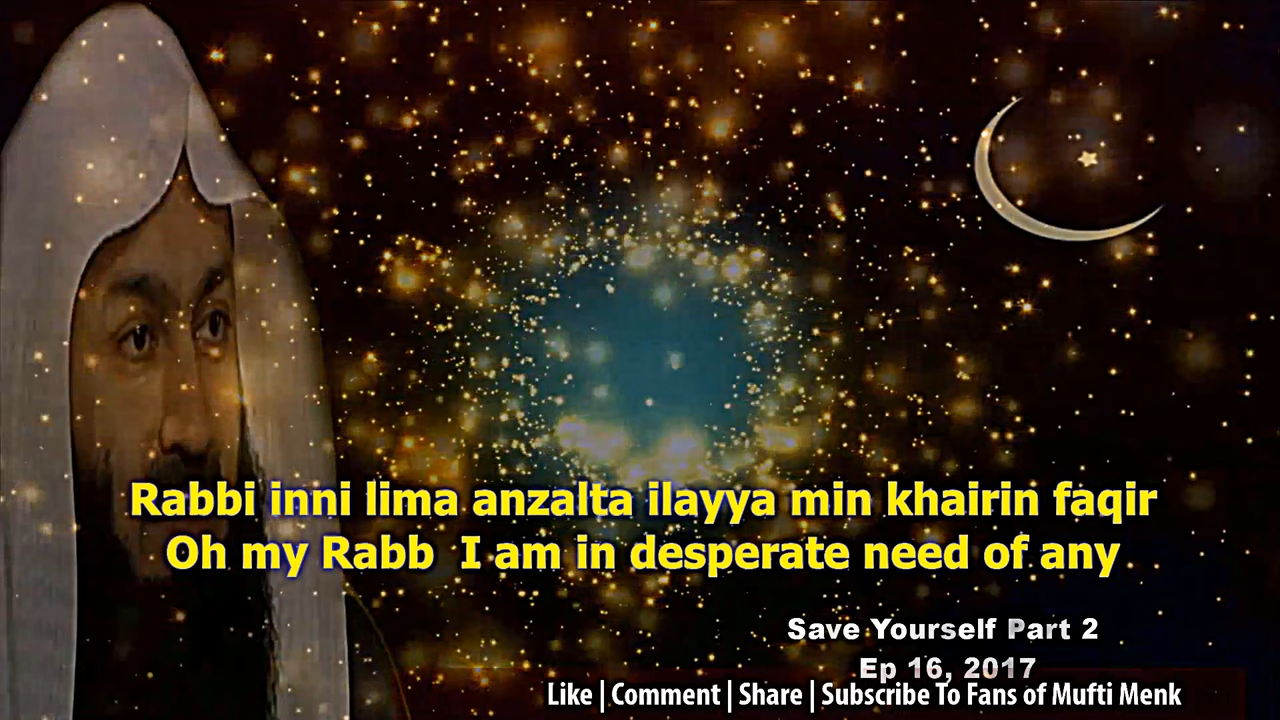 Rabbi inni lima anzalta ilayya min khairin faqir
Oh my Rabb I am in desperate need of any
Save Yourself Part 2
Ep 16, 2017
Like | Comment | Share | Subscribe To Fans of Mufti Menk